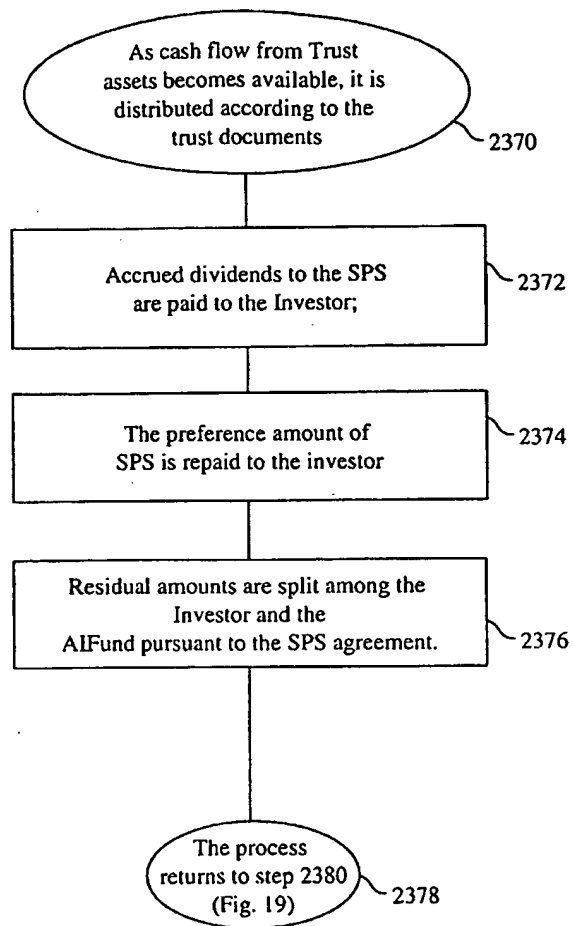 As cash flow from Trust
assets becomes available, it is
distributed according to the
trust documents
2370
Accrued dividends to the SPS
are paid to the Investor;
2372
The preference amount of
SPS is repaid to the investor
2374
Residual amounts are split among the
Investor and the
AIFund pursuant to the SPS agreement.
2376
The process
returns to step 2380
(Fig. 19)
2378